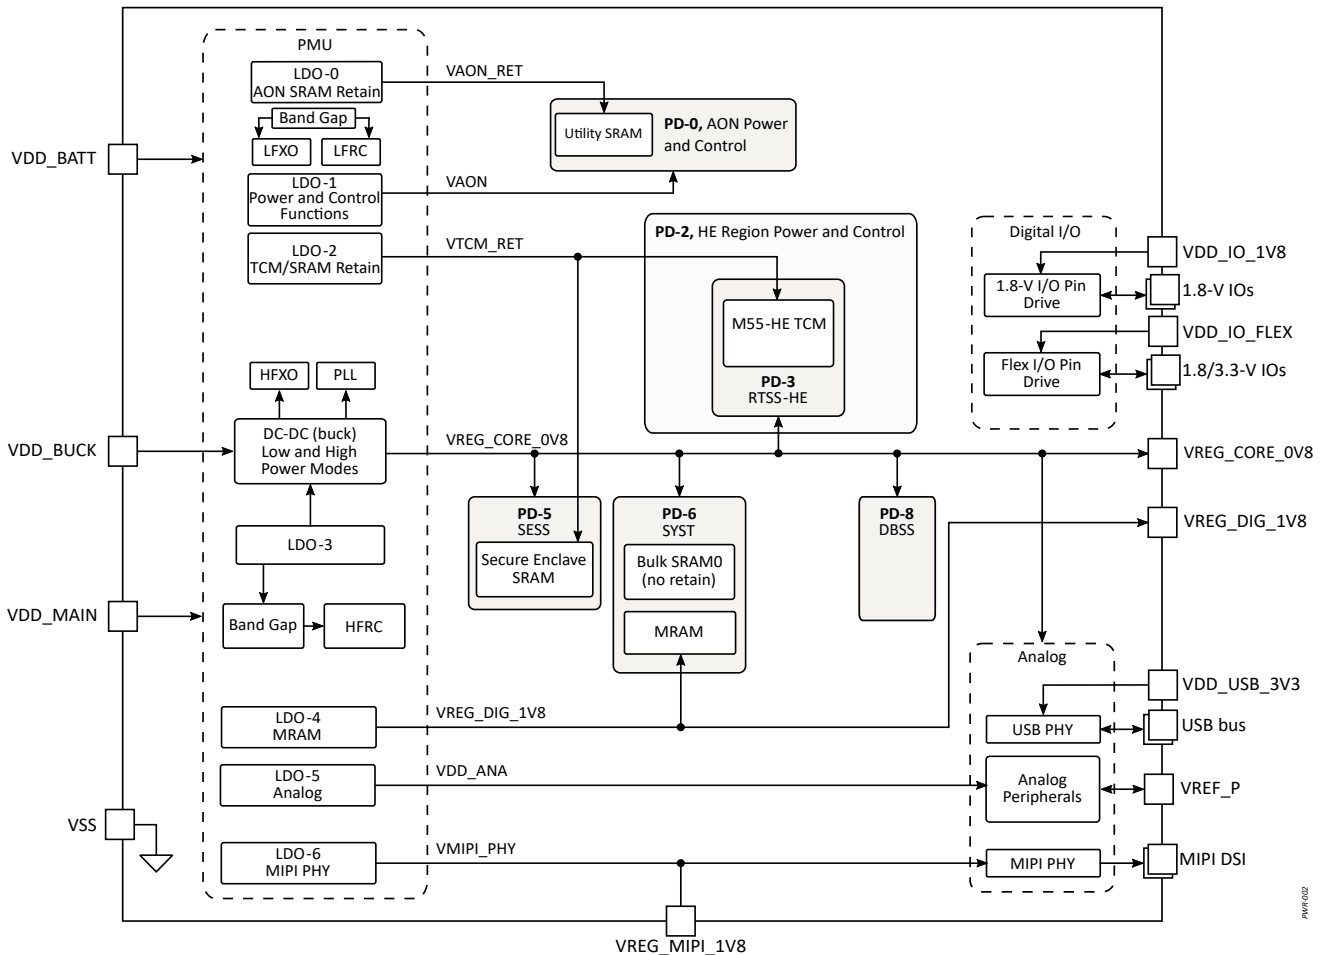 PMU
LDO-0
AON SRAM Retain
Band Gap
LFXO
LFRC
LDO-1
Power and Control
Functions
LDO-2
TCM/SRAM Retain
HFXO
PLL
DC-DC (buck)
Low and High
Power Modes
LDO-3
Band Gap
HFRC
LDO-4
MRAM
LDO-5
Analog
LDO-6
MIPI PHY
VDD_BATT
VDD_BUCK
VDD_MAIN
VSS
VAON_RET
VAON
VTCM_RET
VREG_CORE_0V8
VREG_DIG_1V8
VDD_ANA
VMIPI_PHY
Utility SRAM
PD-0, AON Power
and Control
PD-2, HE Region Power and Control
M55-HE TCM
PD-3
RTSS-HE
PD-5
SESS
Secure Enclave
SRAM
PD-6
SYST
Bulk SRAM0
(no retain)
MRAM
PD-8
DBSS
Digital I/O
1.8-V I/O Pin
Drive
Flex I/O Pin
Drive
Analog
USB PHY
Analog
Peripherals
MIPI PHY
VDD_IO_1V8
1.8-V IOs
VDD_IO_FLEX
1.8/3.3-V IOs
VREG_CORE_0V8
VREG_DIG_1V8
VDD_USB_3V3
USB bus
VREF_P
MIPI DSI
VREG_MIPI_1V8
PWR-002